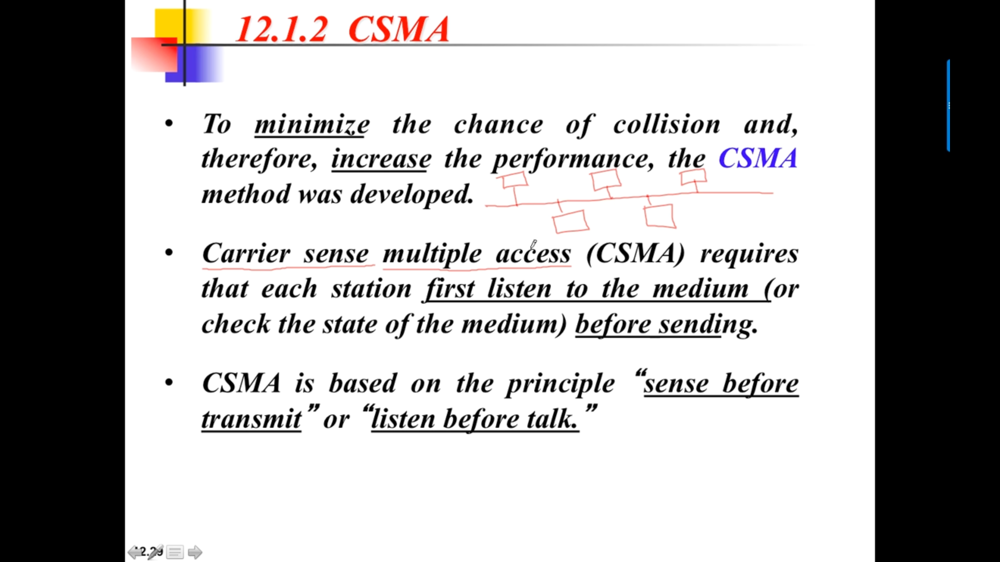 12.1.2 CSMA
• To minimize the chance of collision and,
therefore, increase the performance, the CSMA
method was developed.
• Carrier sense multiple access (CSMA) requires
that each station first listen to the medium (or
check the state of the medium) before sending.
• CSMA is based on the principle “sense before
transmit” or “listen before talk.”
12.29